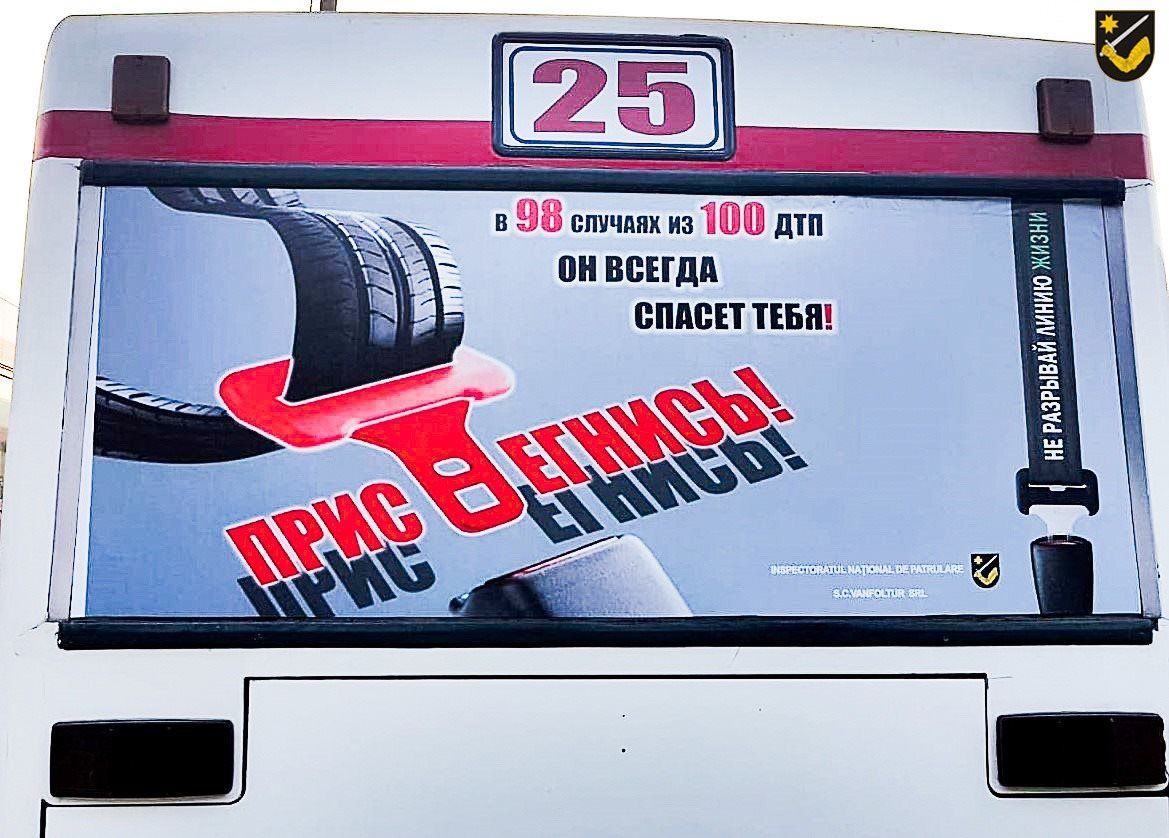 25
В 98 СЛУЧАЯХ ИЗ 100 ДТП
ОН ВСЕГДА
СПАСЕТ ТЕБЯ!
ПРИСТЕГНИСЬ!
НЕ РАЗРЫВАЙ ЛИНИЮ ЖИЗНИ
INSPECTORATUL NAȚIONAL DE PATRULARE
S.C.VANFOLTUR SRL